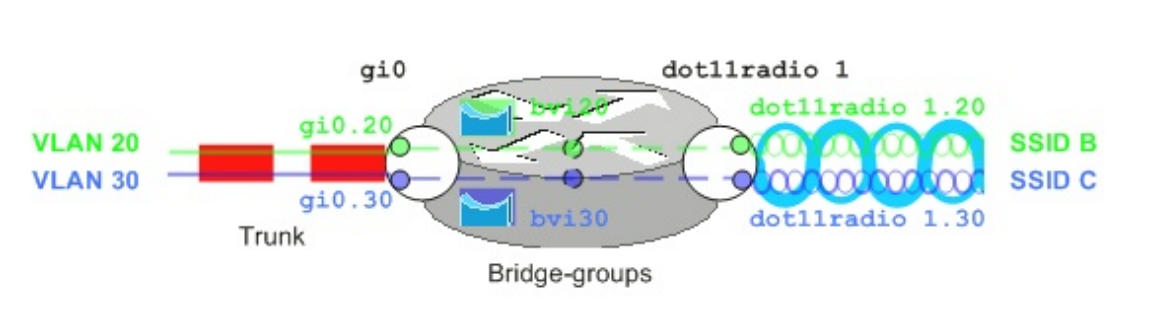 gi0
dot11radio 1
bvi20
dot11radio 1.20
gi0.20
VLAN 20
SSID B
VLAN 30
SSID C
gi0.30
bvi30
dot11radio 1.30
Trunk
Bridge-groups